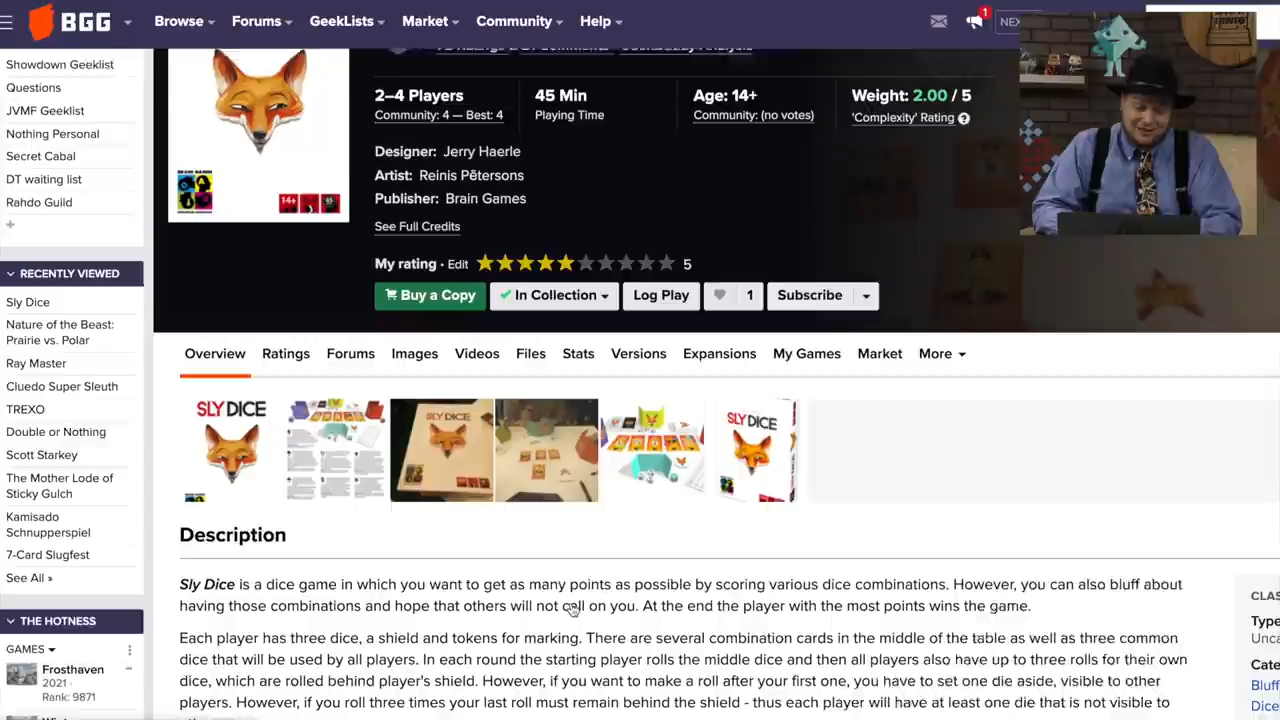 BGG Browse Forums GeekLists Market Community Help 1
Showdown Geeklist
Questions
JVMF Geeklist
Nothing Personal
Secret Cabal
DT waiting list
Rahdo Guild
RECENTLY VIEWED
Sly Dice
Nature of the Beast:
Prairie vs. Polar
Ray Master
Cluedo Super Sleuth
TREXO
Double or Nothing
Scott Starkey
The Mother Lode of
Sticky Gulch
Kamisado
Schnupperspiel
7-Card Slugfest
See All »
THE HOTNESS
GAMES
Frosthaven
2021
Rank: 9871
14+
2–4 Players
Community: 4 — Best: 4
45 Min
Playing Time
Age: 14+
Community: (no votes)
Weight: 2.00 / 5
'Complexity' Rating ?
Designer: Jerry Haerle
Artist: Reinis Pētersons
Publisher: Brain Games
See Full Credits
My rating • Edit 5
Buy a Copy In Collection Log Play 1 Subscribe
Overview Ratings Forums Images Videos Files Stats Versions Expansions My Games Market More
SLY DICE
SLY DICE
SLY DICE
Description
Sly Dice is a dice game in which you want to get as many points as possible by scoring various dice combinations. However, you can also bluff about
having those combinations and hope that others will not call on you. At the end the player with the most points wins the game.
Each player has three dice, a shield and tokens for marking. There are several combination cards in the middle of the table as well as three common
dice that will be used by all players. In each round the starting player rolls the middle dice and then all players also have up to three rolls for their own
dice, which are rolled behind player's shield. However, if you want to make a roll after your first one, you have to set one die aside, visible to other
players. However, if you roll three times your last roll must remain behind the shield - thus each player will have at least one die that is not visible to